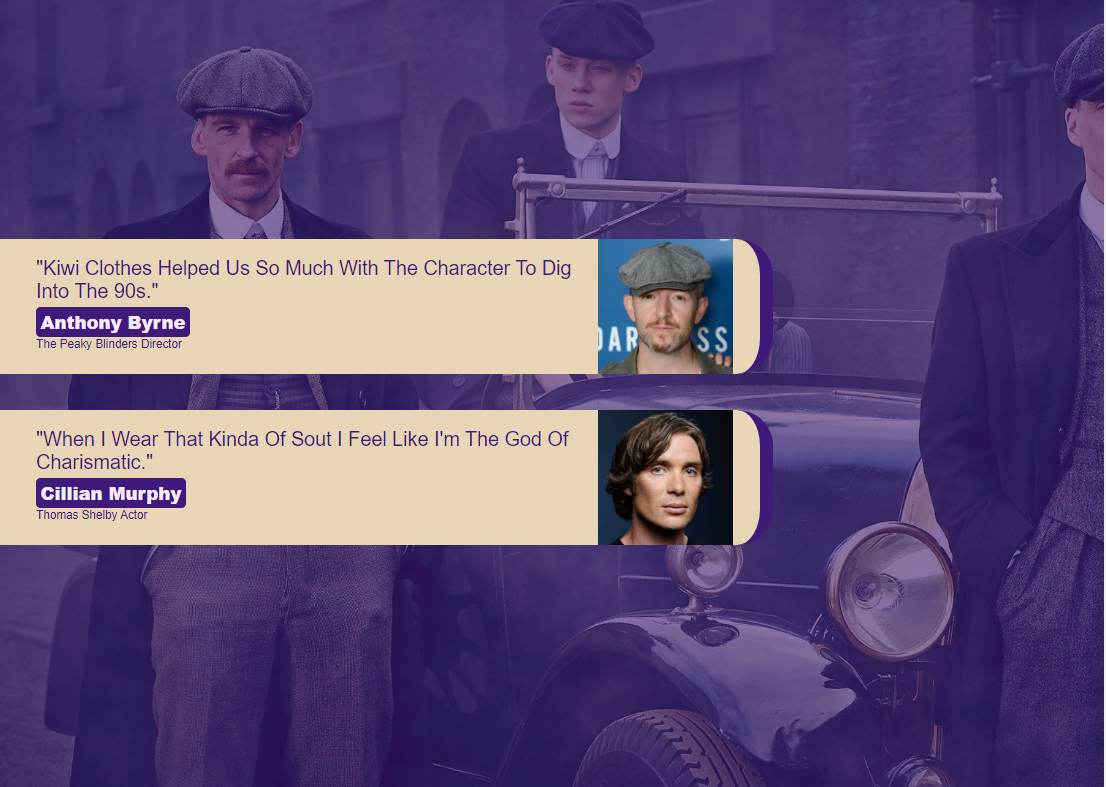 "Kiwi Clothes Helped Us So Much With The Character To Dig
Into The 90s."
Anthony Byrne
The Peaky Blinders Director
"When I Wear That Kinda Of Sout I Feel Like I'm The God Of
Charismatic."
Cillian Murphy
Thomas Shelby Actor